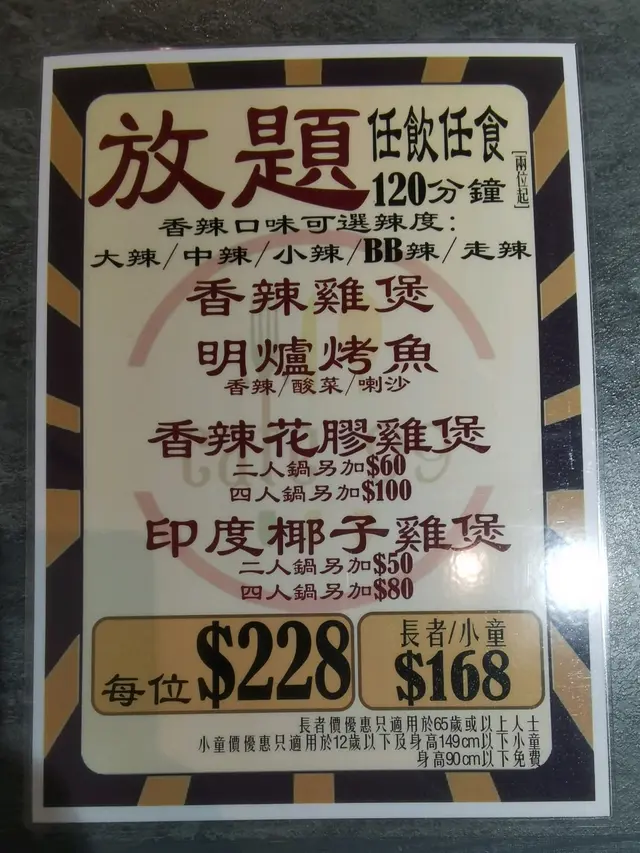 放題 任飲任食
120分鐘
[兩位起]
香辣口味可選辣度：
大辣/中辣/小辣/BB辣/走辣
香辣雞煲
明爐烤魚
香辣/酸菜/喇沙
香辣花膠雞煲
二人鍋另加$60
四人鍋另加$100
印度椰子雞煲
二人鍋另加$50
四人鍋另加$80
每位$228
長者/小童
$168
長者價優惠只適用於65歲或以上人士
小童價優惠只適用於12歲以下及身高149cm以下小童
身高90cm以下免費